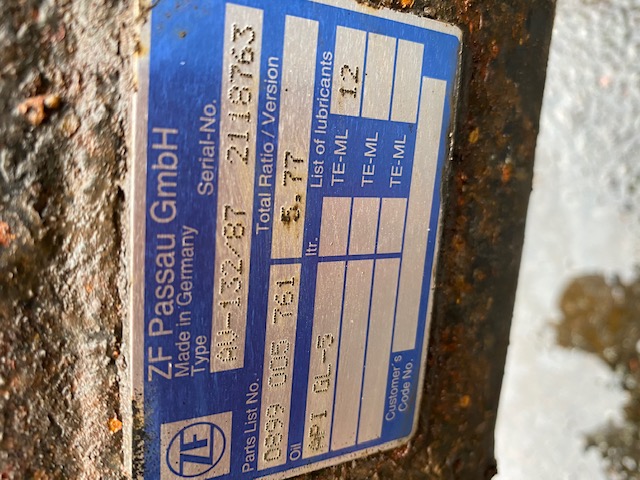 ZF Passau GmbH
Made in Germany
Type Serial-No.
AV-132/87 2118763
Parts List No. Total Ratio / Version
0899 005 761 5.77
Oil ltr. List of lubricants
API GL-5 TE-ML 12
TE-ML
TE-ML
Customer's
Code No.
ZF